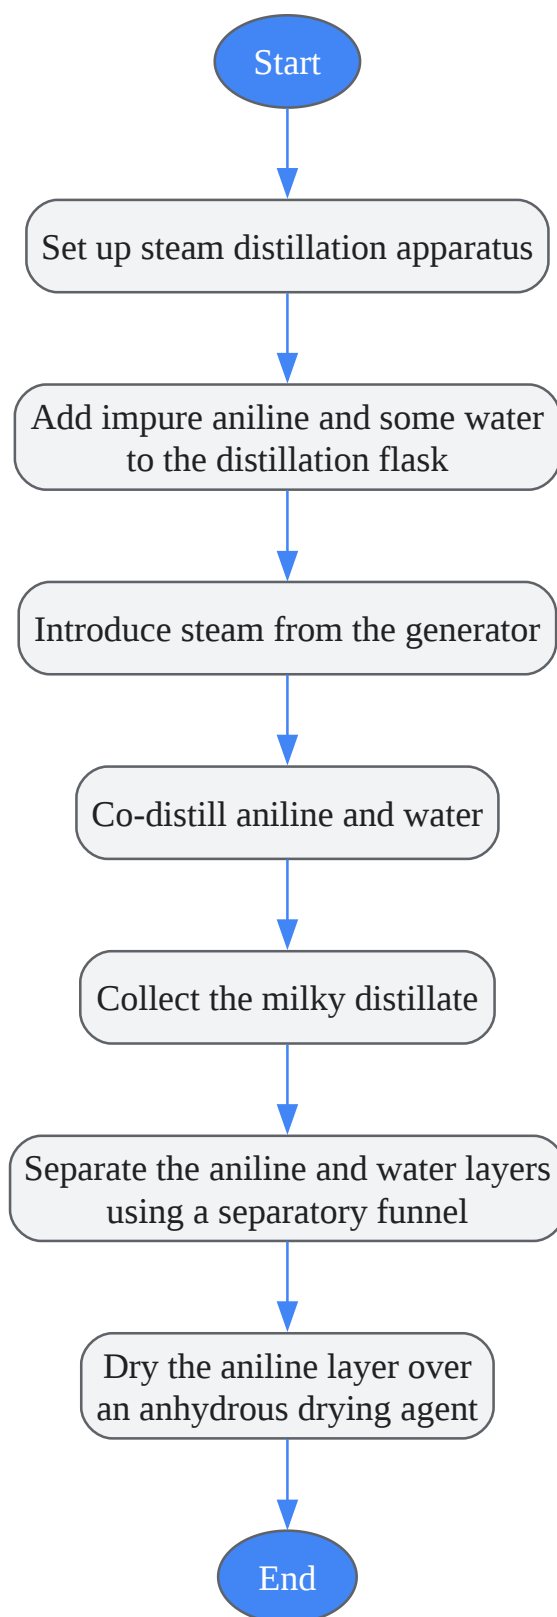 Start
Set up steam distillation apparatus
Add impure aniline and some water
to the distillation flask
Introduce steam from the generator
Co-distill aniline and water
Collect the milky distillate
Separate the aniline and water layers
using a separatory funnel
Dry the aniline layer over
an anhydrous drying agent
End